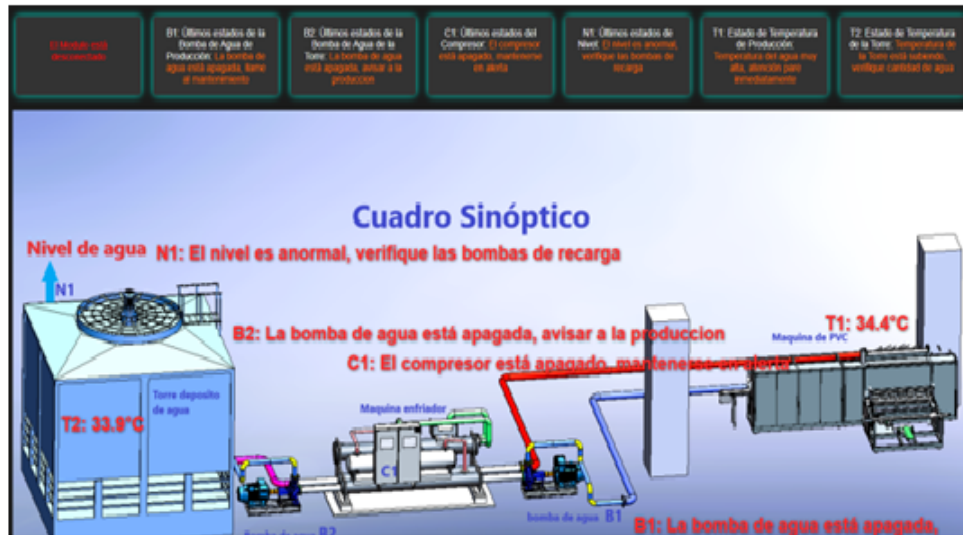 El Modulo está
desconectado
B1: Últimos estados de la
Bomba de Agua de
Producción: La bomba de
agua está apagada, llame
al mantenimiento
B2: Últimos estados de la
Bomba de Agua de la
Torre: La bomba de agua
está apagada, avisar a la
produccion
C1: Últimos estados del
Compresor: El compresor
está apagado, mantenerse
en alerta
N1: Últimos estados de
Nivel: El nivel es anormal,
verifique las bombas de
recarga
T1: Estado de Temperatura
de Producción:
Temperatura del agua muy
alta, atención pare
inmediatamente
T2: Estado de Temperatura
de la Torre: Temperatura de
la Torre está subiendo,
verifique cantidad de agua
Cuadro Sinóptico
Nivel de agua
N1: El nivel es anormal, verifique las bombas de recarga
N1
B2: La bomba de agua está apagada, avisar a la produccion
T1: 34.4°C
Maquina de PVC
C1: El compresor está apagado, mantenerse en alerta
Torre deposito
de agua
T2: 33.9°C
Maquina enfriador
C1
bomba de agua B1
B2
B1: La bomba de agua está apagada,